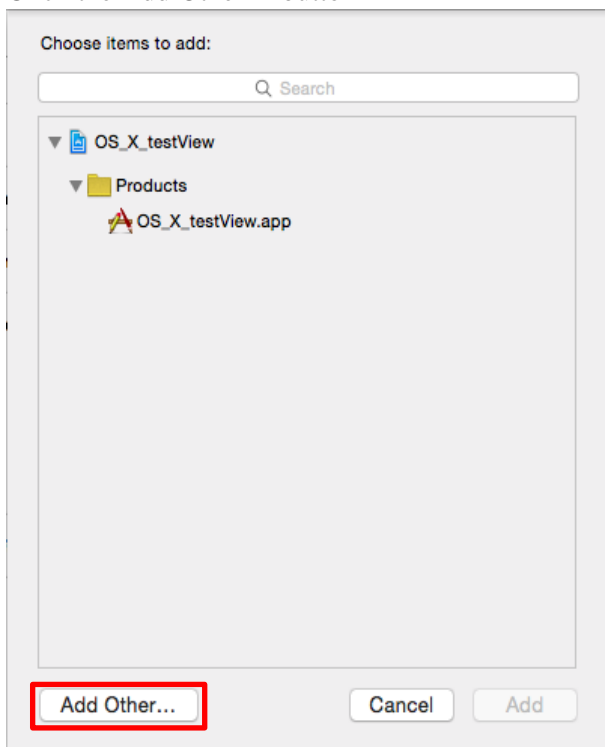 Choose items to add:
Search
OS_X_testView
Products
OS_X_testView.app
Add Other...
Cancel
Add